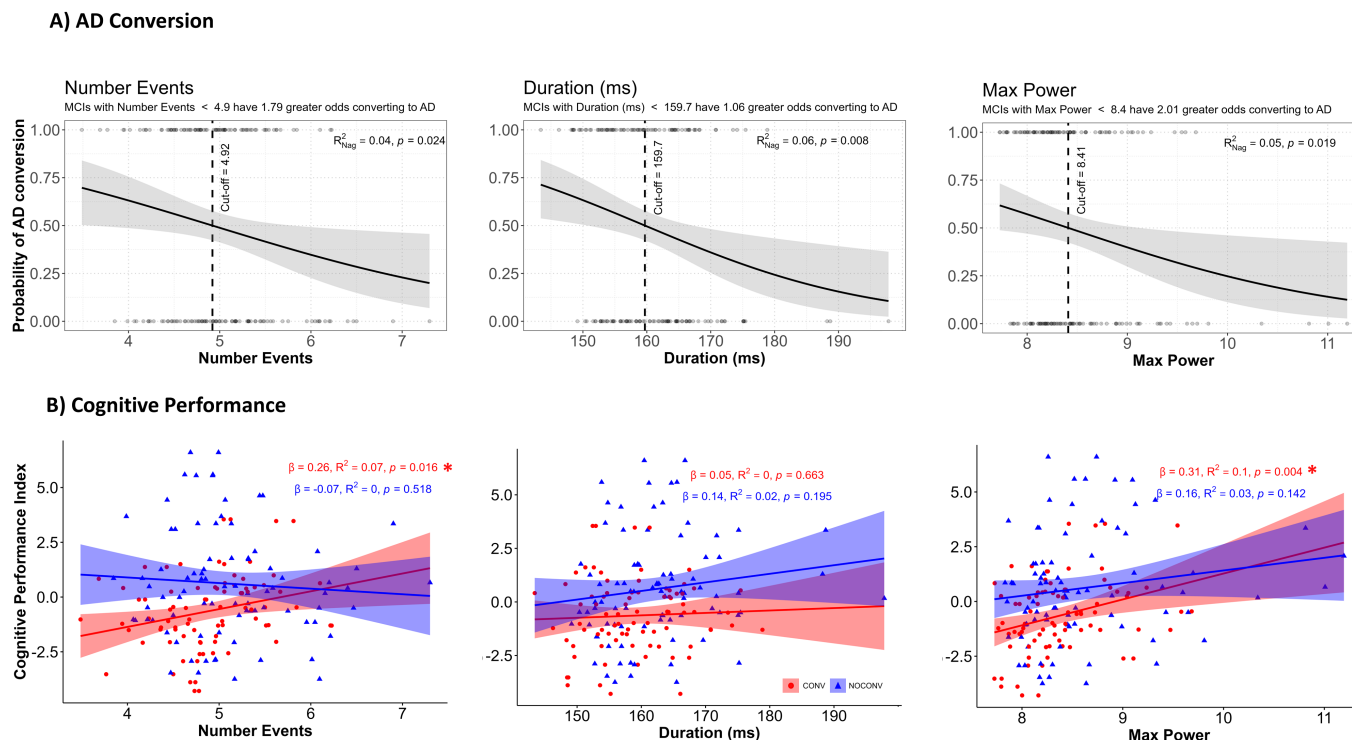 A) AD Conversion
Number Events
MCIs with Number Events < 4.9 have 1.79 greater odds converting to AD
Duration (ms)
MCIs with Duration (ms) < 159.7 have 1.06 greater odds converting to AD
Max Power
MCIs with Max Power < 8.4 have 2.01 greater odds converting to AD
Probability of AD conversion
1.00
0.75
0.50
0.25
0.00
R²Nag = 0.04, p = 0.024
Cut-off = 4.92
4 5 6 7
Number Events
1.00
0.75
0.50
0.25
0.00
R²Nag = 0.06, p = 0.008
Cut-off = 159.7
150 160 170 180 190
Duration (ms)
1.00
0.75
0.50
0.25
0.00
R²Nag = 0.05, p = 0.019
Cut-off = 8.41
8 9 10 11
Max Power
B) Cognitive Performance
Cognitive Performance Index
5.0
2.5
0.0
-2.5
β = 0.26, R² = 0.07, p = 0.016 *
β = -0.07, R² = 0, p = 0.518
4 5 6 7
Number Events
5.0
2.5
0.0
-2.5
β = 0.05, R² = 0, p = 0.663
β = 0.14, R² = 0.02, p = 0.195
CONV NOCONV
150 160 170 180 190
Duration (ms)
5.0
2.5
0.0
-2.5
β = 0.31, R² = 0.1, p = 0.004 *
β = 0.16, R² = 0.03, p = 0.142
8 9 10 11
Max Power